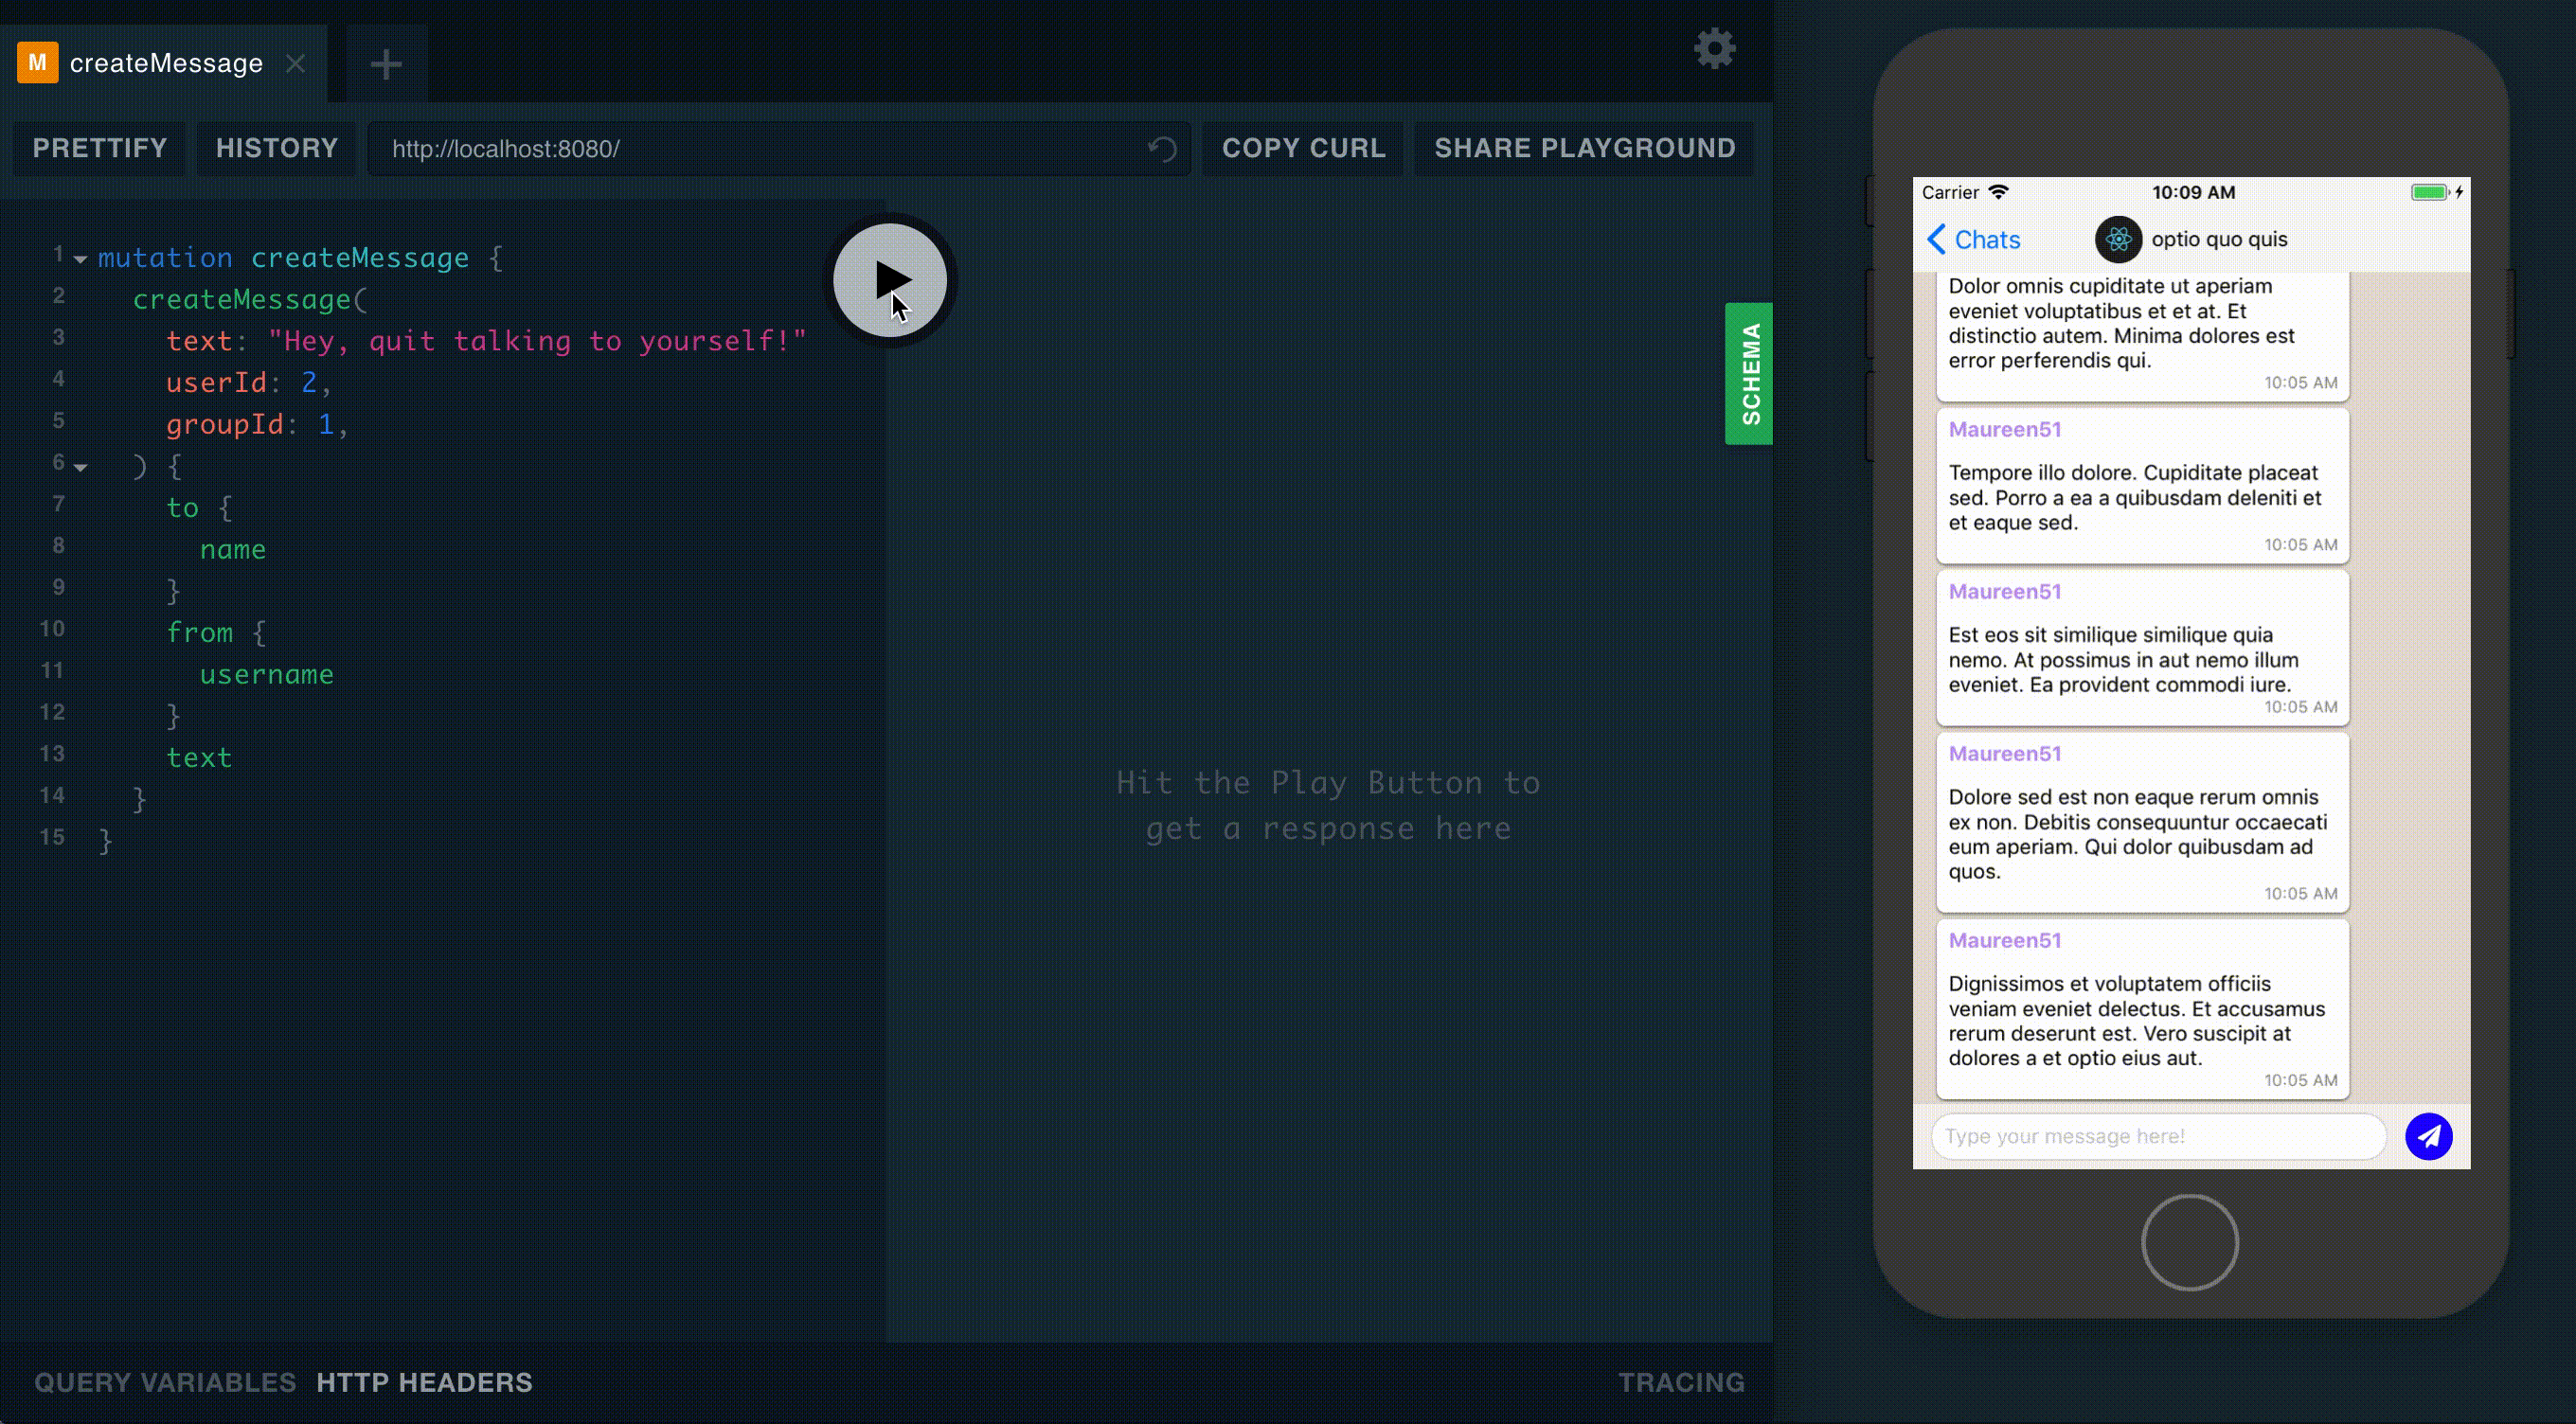 M createMessage
PRETTIFY HISTORY http://localhost:8080/ COPY CURL SHARE PLAYGROUND
1 mutation createMessage {
2 createMessage(
3 text: "Hey, quit talking to yourself!"
4 userId: 2,
5 groupId: 1,
6 ) {
7 to {
8 name
9 }
10 from {
11 username
12 }
13 text
14 }
15 }
Hit the Play Button to
get a response here
SCHEMA
QUERY VARIABLES HTTP HEADERS
TRACING
Carrier 10:09 AM
Chats optio quo quis
Dolor omnis cupiditate ut aperiam
eveniet voluptatibus et et at. Et
distinctio autem. Minima dolores est
error perferendis qui.
10:05 AM
Maureen51
Tempore illo dolore. Cupiditate placeat
sed. Porro a ea a quibusdam deleniti et
et eaque sed.
10:05 AM
Maureen51
Est eos sit similique similique quia
nemo. At possimus in aut nemo illum
eveniet. Ea provident commodi iure.
10:05 AM
Maureen51
Dolore sed est non eaque rerum omnis
ex non. Debitis consequuntur occaecati
eum aperiam. Qui dolor quibusdam ad
quos.
10:05 AM
Maureen51
Dignissimos et voluptatem officiis
veniam eveniet delectus. Et accusamus
rerum deserunt est. Vero suscipit at
dolores a et optio eius aut.
10:05 AM
Type your message here!